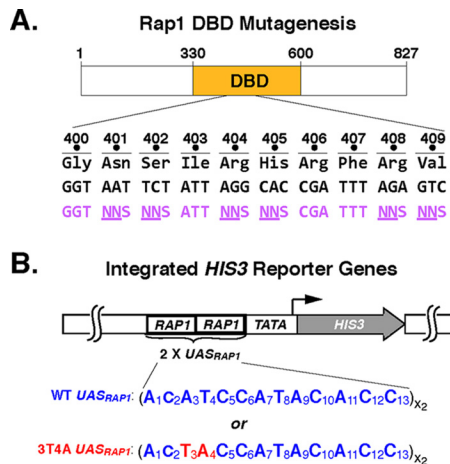 A. Rap1 DBD Mutagenesis
1 330 600 827
DBD
400 401 402 403 404 405 406 407 408 409
Gly Asn Ser Ile Arg His Arg Phe Arg Val
GGT AAT TCT ATT AGG CAC CGA TTT AGA GTC
GGT NNS NNS ATT NNS NNS CGA TTT NNS NNS
B. Integrated HIS3 Reporter Genes
RAP1 RAP1 TATA HIS3
2 X UASRAP1
WT UASRAP1: (A1C2A3T4C5C6A7T8A9C10A11C12C13)x2
or
3T4A UASRAP1: (A1C2T3A4C5C6A7T8A9C10A11C12C13)x2